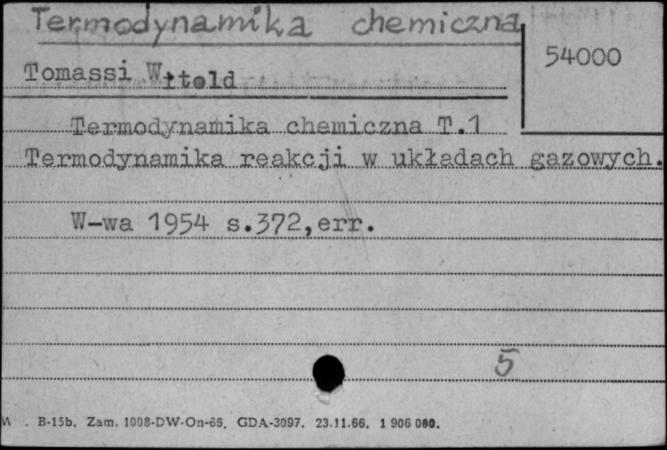 Termodynamika chemiczna
54000
Tomassi Witold
Termodynamika chemiczna T.1
Termodynamika reakcji w układach gazowych.
W-wa 1954 s.372,err.
5
B-15b. Zam. 1008-DW-On-66. GDA-3097. 23.11.66. 1 906 000.